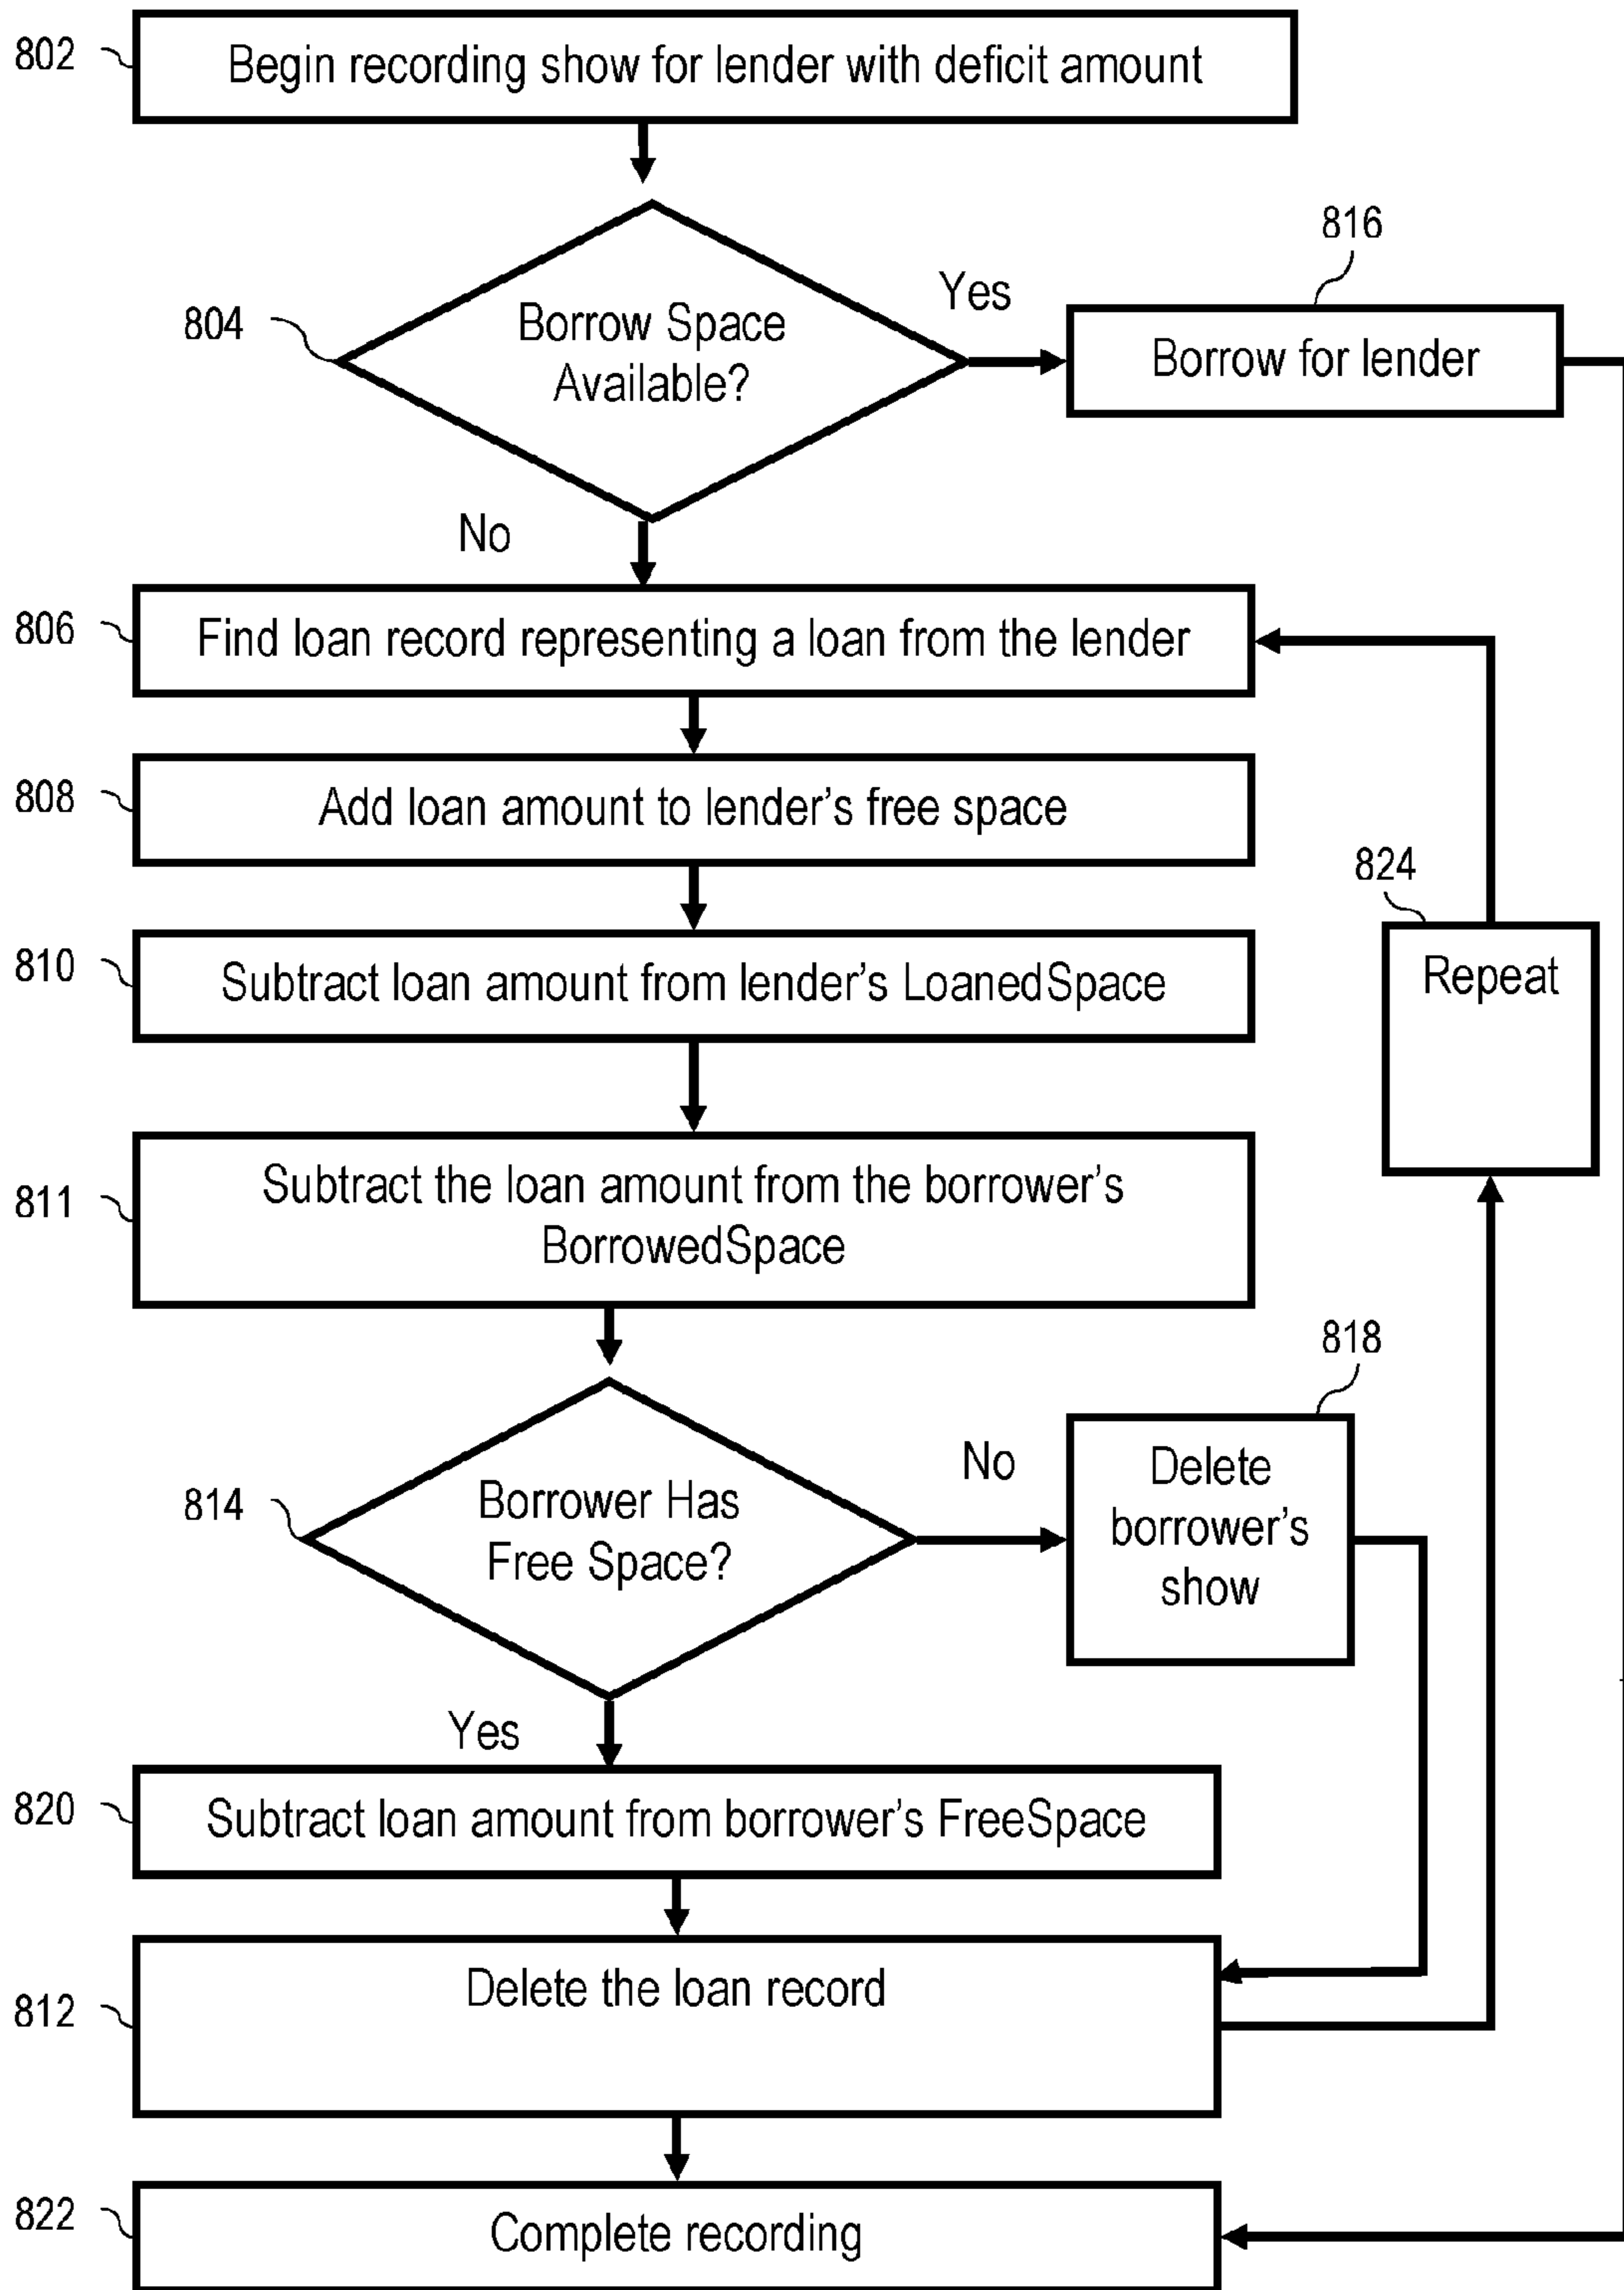 802
Begin recording show for lender with deficit amount
816
804
Borrow Space
Available?
Yes
Borrow for lender
No
806
Find loan record representing a loan from the lender
808
Add loan amount to lender's free space
824
Repeat
810
Subtract loan amount from lender's LoanedSpace
811
Subtract the loan amount from the borrower's
BorrowedSpace
818
814
Borrower Has
Free Space?
No
Delete
borrower's
show
Yes
820
Subtract loan amount from borrower's FreeSpace
812
Delete the loan record
822
Complete recording